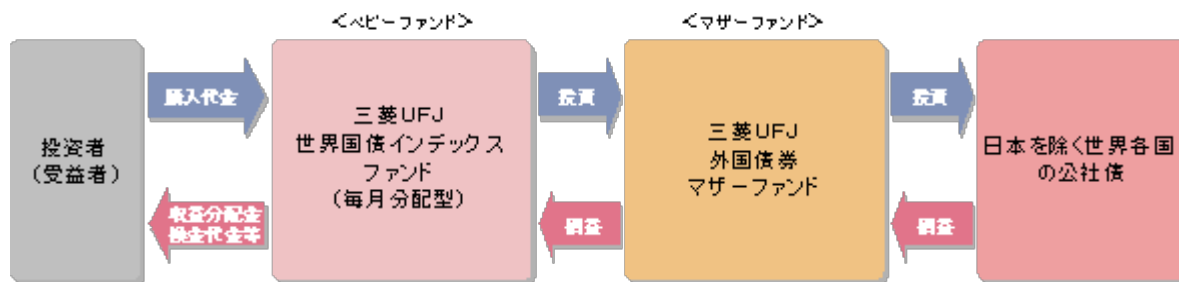 <ベビーファンド>
<マザーファンド>
投資者
(受益者)
購入代金
収益分配金
換金代金等
三菱UFJ
世界国債インデックス
ファンド
(毎月分配型)
投資
損益
三菱UFJ
外国債券
マザーファンド
投資
損益
日本を除く世界各国
の公社債